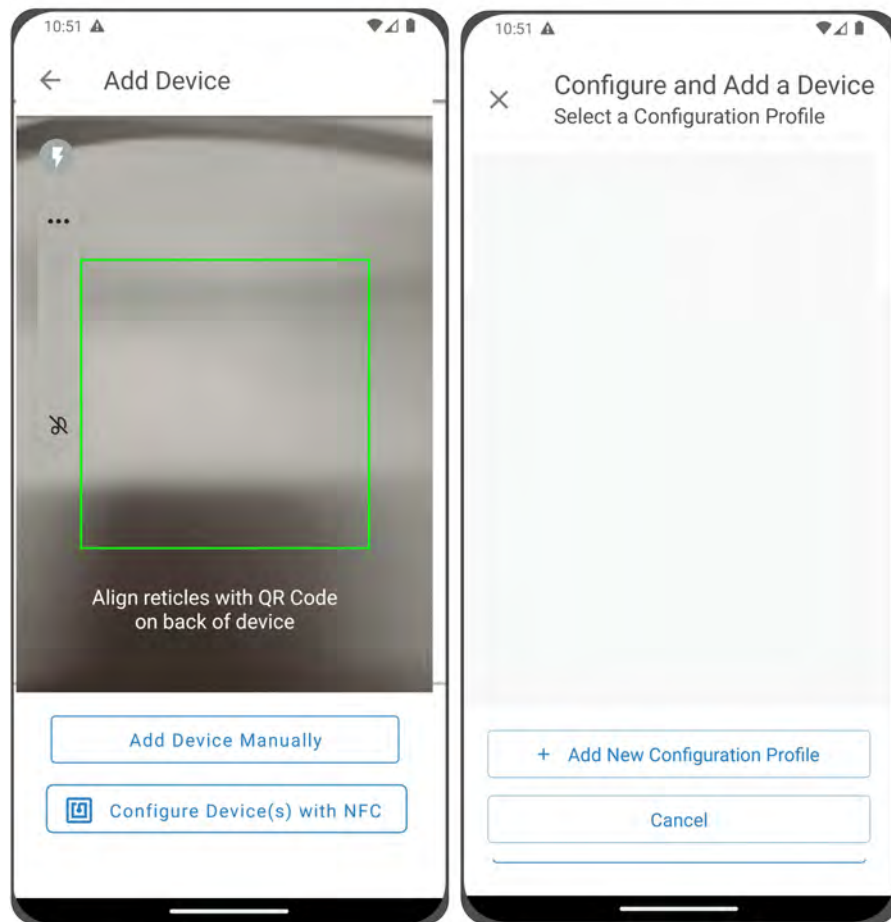 10:51
Add Device
Align reticles with QR Code
on back of device
Add Device Manually
Configure Device(s) with NFC
10:51
Configure and Add a Device
Select a Configuration Profile
+ Add New Configuration Profile
Cancel